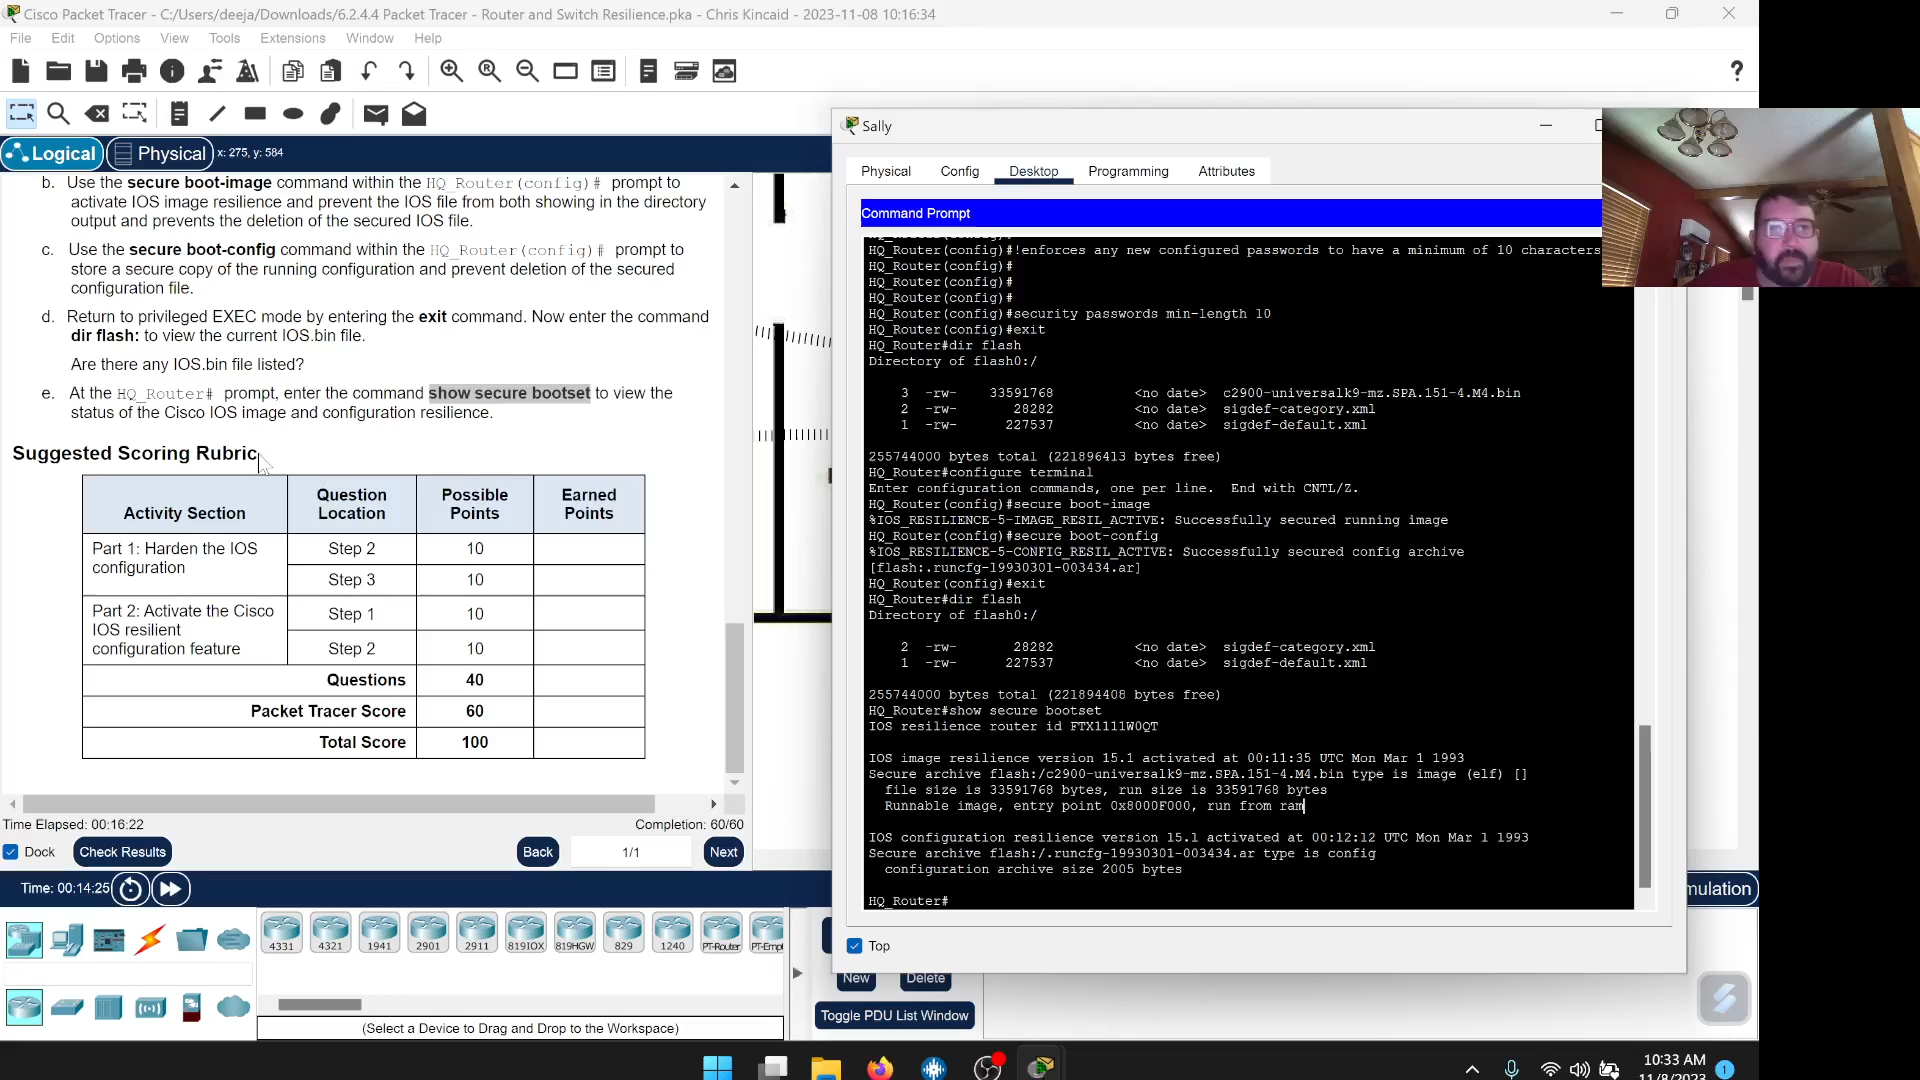 Cisco Packet Tracer - C:/Users/deeja/Downloads/6.2.4.4 Packet Tracer - Router and Switch Resilience.pka - Chris Kincaid - 2023-11-08 10:16:34
File Edit Options View Tools Extensions Window Help
?
Logical Physical x: 275, y: 584
b. Use the secure boot-image command within the HQ_Router(config)# prompt to
activate IOS image resilience and prevent the IOS file from both showing in the directory
output and prevents the deletion of the secured IOS file.
c. Use the secure boot-config command within the HQ_Router(config)# prompt to
store a secure copy of the running configuration and prevent deletion of the secured
configuration file.
d. Return to privileged EXEC mode by entering the exit command. Now enter the command
dir flash: to view the current IOS.bin file.
Are there any IOS.bin file listed?
e. At the HQ_Router# prompt, enter the command show secure bootset to view the
status of the Cisco IOS image and configuration resilience.
Suggested Scoring Rubric
Activity Section Question Location Possible Points Earned Points
Part 1: Harden the IOS configuration Step 2 10
Step 3 10
Part 2: Activate the Cisco IOS resilient configuration feature Step 1 10
Step 2 10
Questions 40
Packet Tracer Score 60
Total Score 100
Time Elapsed: 00:16:22 Completion: 60/60
Dock Check Results Back 1/1 Next
Time: 00:14:25
4331 4321 1941 2901 2911 819IOX 819HGW 829 1240 PT-Router PT-Empt
(Select a Device to Drag and Drop to the Workspace)
New Delete
Toggle PDU List Window
mulation
Sally
Physical Config Desktop Programming Attributes
Command Prompt
HQ_Router(config)#
HQ_Router(config)#!enforces any new configured passwords to have a minimum of 10 characters
HQ_Router(config)#
HQ_Router(config)#
HQ_Router(config)#
HQ_Router(config)#security passwords min-length 10
HQ_Router(config)#exit
HQ_Router#dir flash
Directory of flash0:/
3 -rw- 33591768 <no date> c2900-universalk9-mz.SPA.151-4.M4.bin
2 -rw- 28282 <no date> sigdef-category.xml
1 -rw- 227537 <no date> sigdef-default.xml
255744000 bytes total (221896413 bytes free)
HQ_Router#configure terminal
Enter configuration commands, one per line. End with CNTL/Z.
HQ_Router(config)#secure boot-image
%IOS_RESILIENCE-5-IMAGE_RESIL_ACTIVE: Successfully secured running image
HQ_Router(config)#secure boot-config
%IOS_RESILIENCE-5-CONFIG_RESIL_ACTIVE: Successfully secured config archive
[flash:.runcfg-19930301-003434.ar]
HQ_Router(config)#exit
HQ_Router#dir flash
Directory of flash0:/
2 -rw- 28282 <no date> sigdef-category.xml
1 -rw- 227537 <no date> sigdef-default.xml
255744000 bytes total (221894408 bytes free)
HQ_Router#show secure bootset
IOS resilience router id FTX1111W0QT
IOS image resilience version 15.1 activated at 00:11:35 UTC Mon Mar 1 1993
Secure archive flash:/c2900-universalk9-mz.SPA.151-4.M4.bin type is image (elf) []
file size is 33591768 bytes, run size is 33591768 bytes
Runnable image, entry point 0x8000F000, run from ram
IOS configuration resilience version 15.1 activated at 00:12:12 UTC Mon Mar 1 1993
Secure archive flash:/.runcfg-19930301-003434.ar type is config
configuration archive size 2005 bytes
HQ_Router#
Top
10:33 AM
11/8/2023
1